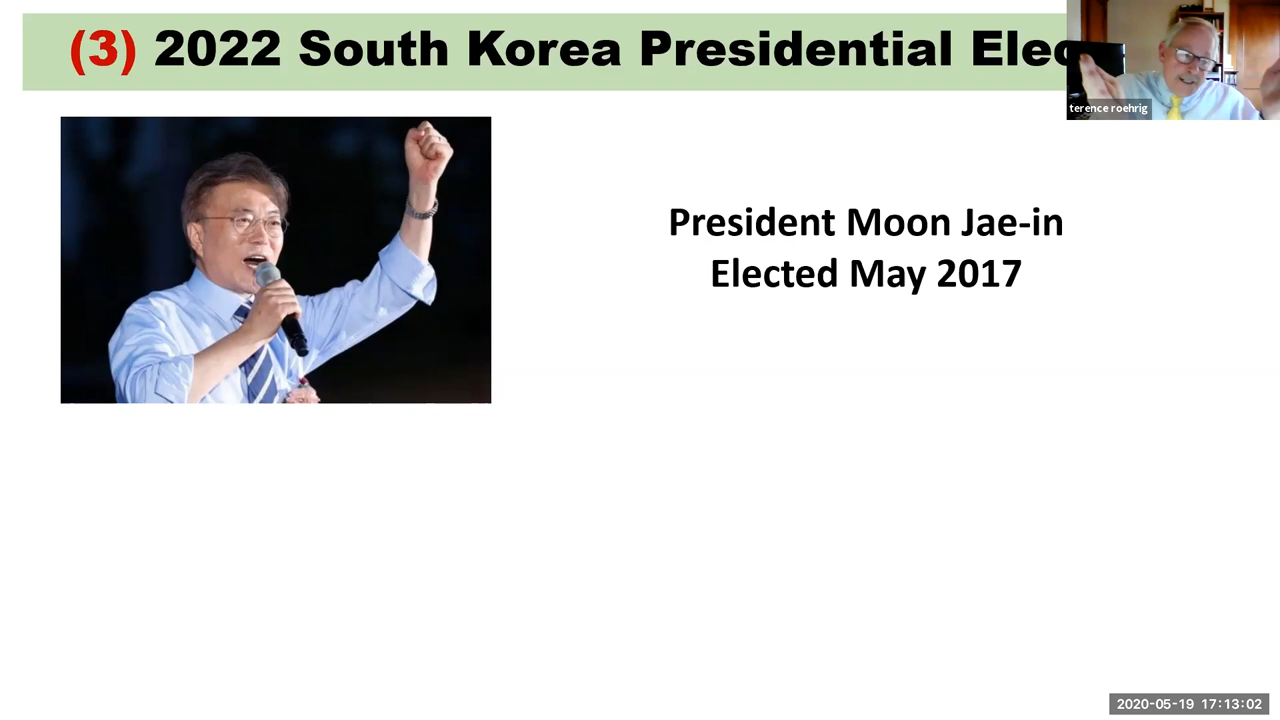 (3) 2022 South Korea Presidential Elec
terence roehrig
President Moon Jae-in
Elected May 2017
2020-05-19 17:13:02